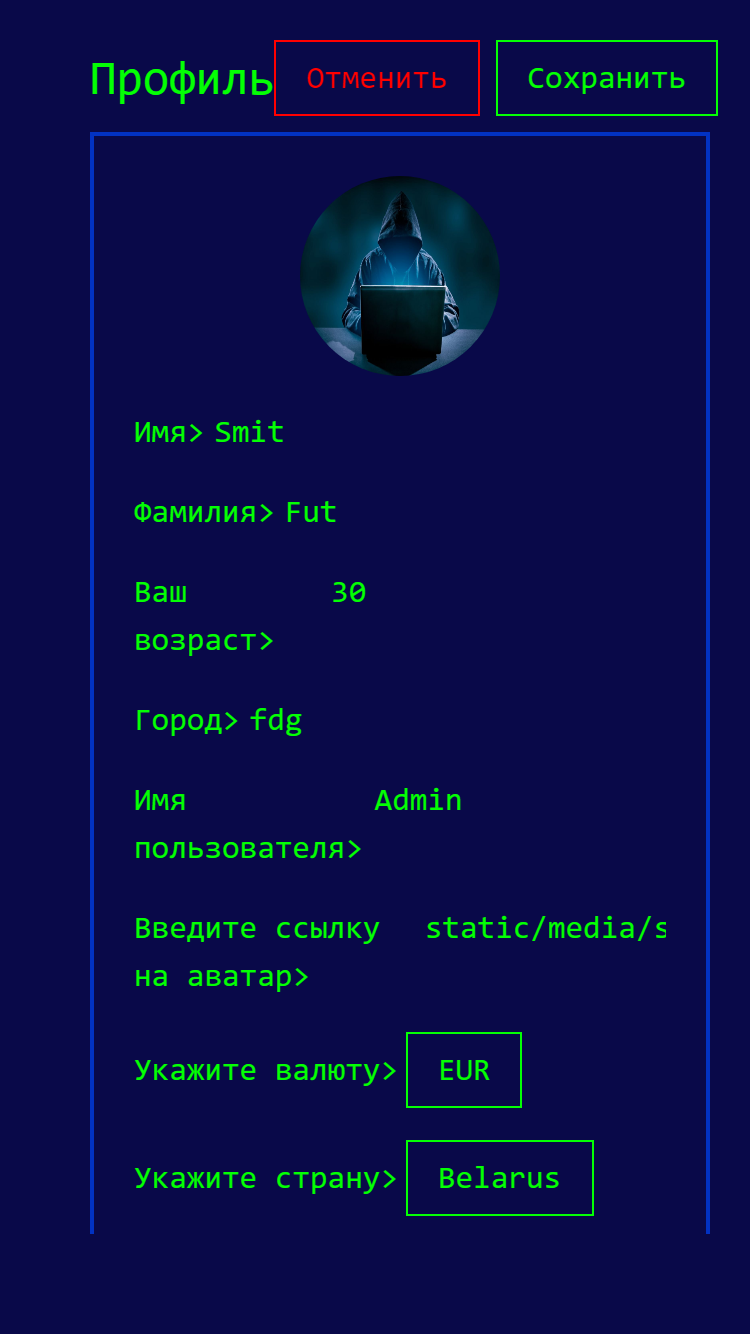 Профиль Отменить Сохранить
Имя> Smit
Фамилия> Fut
Ваш 30
возраст>
Город> fdg
Имя Admin
пользователя>
Введите ссылку static/media/s
на аватар>
Укажите валюту> EUR
Укажите страну> Belarus